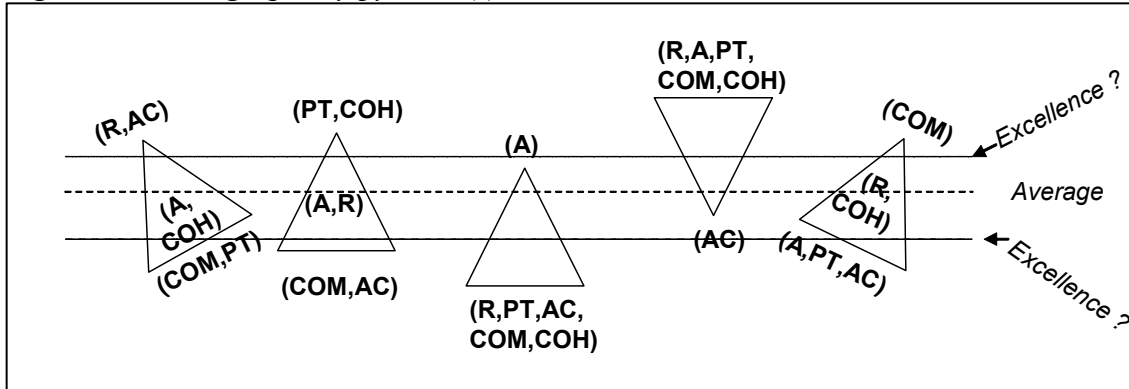 (R,AC)
(A,
COH)
(COM,PT)
(PT,COH)
(A,R)
(COM,AC)
(A)
(R,PT,AC,
COM,COH)
(R,A,PT,
COM,COH)
(AC)
(COM)
(R,
COH)
(A,PT,AC)
Excellence ?
Average
Excellence ?